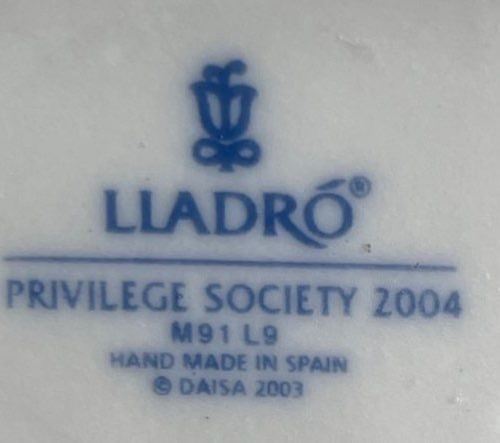 LLADRÓ®
PRIVILEGE SOCIETY 2004
M91 L9
HAND MADE IN SPAIN
© DAISA 2003